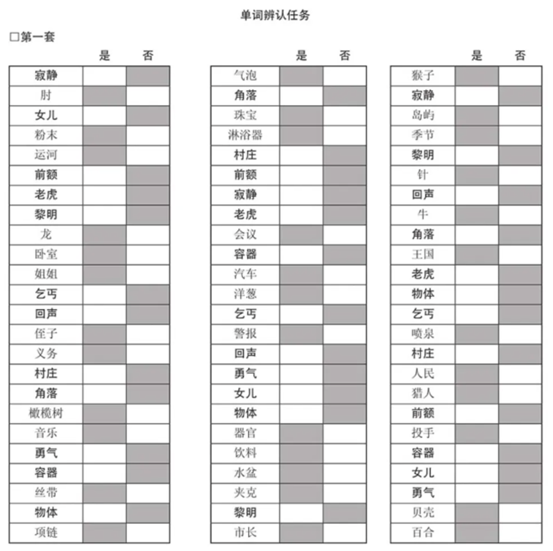 单词辨认任务
□第一套
是 否
寂静
肘
女儿
粉末
运河
前额
老虎
黎明
龙
卧室
姐姐
乞丐
回声
侄子
义务
村庄
角落
橄榄树
音乐
勇气
容器
丝带
物体
项链
是 否
气泡
角落
珠宝
淋浴器
村庄
前额
寂静
老虎
会议
容器
汽车
洋葱
乞丐
警报
回声
勇气
女儿
物体
器官
饮料
水盆
夹克
黎明
市长
是 否
猴子
寂静
岛屿
季节
黎明
针
回声
牛
角落
王国
老虎
物体
乞丐
喷泉
村庄
人民
猎人
前额
投手
容器
女儿
勇气
贝壳
百合